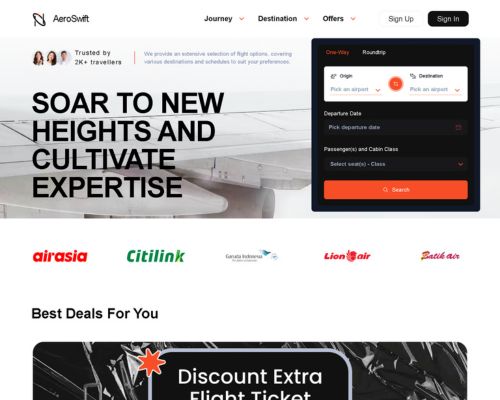 AeroSwift
Journey
Destination
Offers
Sign Up
Sign In
Trusted by
2K+ travellers
We provide an extensive selection of flight options, covering
various destinations and schedules to suit your preferences.
SOAR TO NEW
HEIGHTS AND
CULTIVATE
EXPERTISE
One-Way
Roundtrip
Origin
Pick an airport
Destination
Pick an airport
Departure Date
Pick departure date
Passenger(s) and Cabin Class
Select seat(s) - Class
Search
airasia
Citilink
Garuda Indonesia
Lion air
Batik air
Best Deals For You
Discount Extra
Flight Ticket